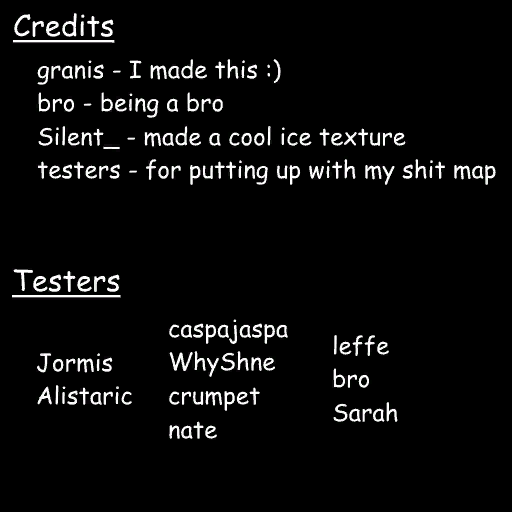 Credits
granis - I made this :)
bro - being a bro
Silent_ - made a cool ice texture
testers - for putting up with my shit map
Testers
Jormis
Alistaric
caspajaspa
WhyShne
crumpet
nate
leffe
bro
Sarah